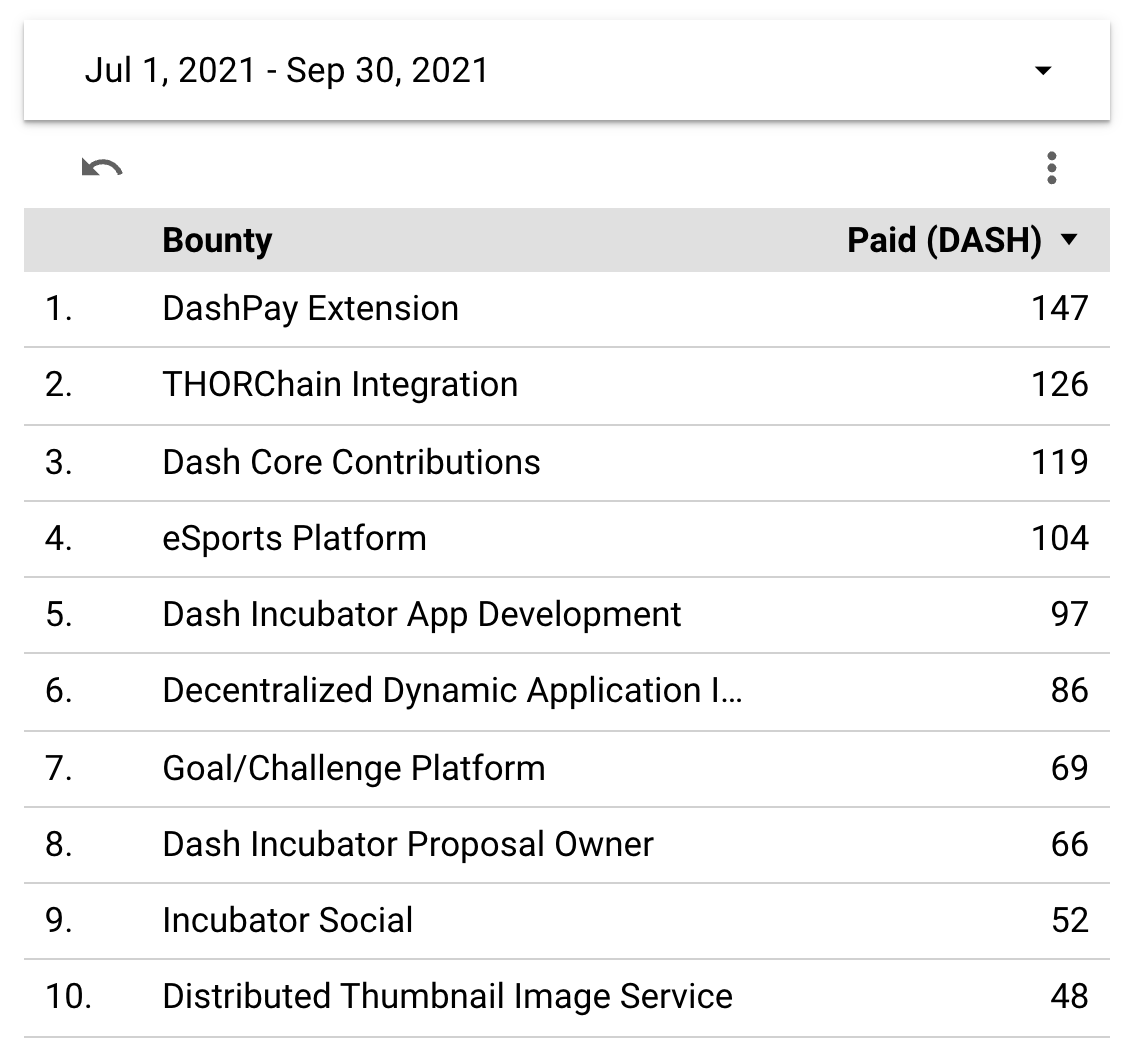 Jul 1, 2021 - Sep 30, 2021
Bounty Paid (DASH)
1. DashPay Extension 147
2. THORChain Integration 126
3. Dash Core Contributions 119
4. eSports Platform 104
5. Dash Incubator App Development 97
6. Decentralized Dynamic Application I... 86
7. Goal/Challenge Platform 69
8. Dash Incubator Proposal Owner 66
9. Incubator Social 52
10. Distributed Thumbnail Image Service 48